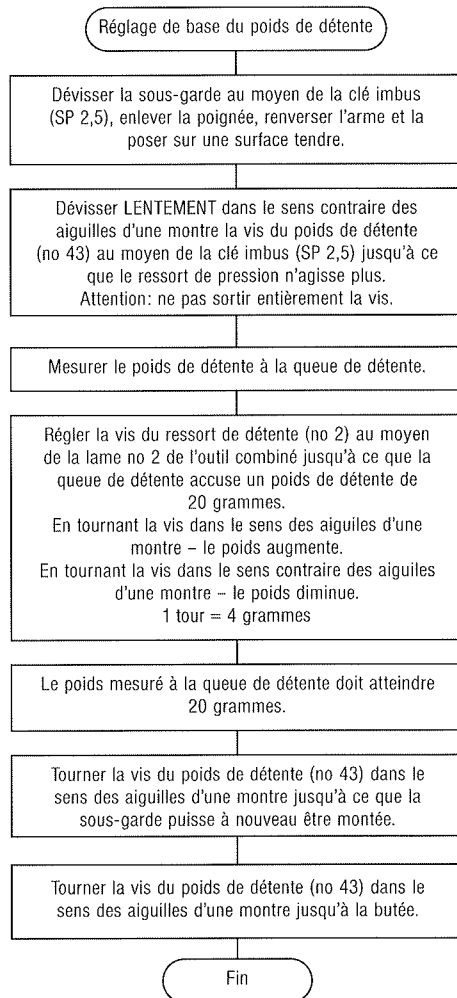 Réglage de base du poids de détente
Dévisser la sous-garde au moyen de la clé imbus
(SP 2,5), enlever la poignée, renverser l'arme et la
poser sur une surface tendre.
Dévisser LENTEMENT dans le sens contraire des
aiguilles d'une montre la vis du poids de détente
(no 43) au moyen de la clé imbus (SP 2,5) jusqu'à ce
que le ressort de pression n'agisse plus.
Attention: ne pas sortir entièrement la vis.
Mesurer le poids de détente à la queue de détente.
Régler la vis du ressort de détente (no 2) au moyen
de la lame no 2 de l'outil combiné jusqu'à ce que la
queue de détente accuse un poids de détente de
20 grammes.
En tournant la vis dans le sens des aiguiles d'une
montre – le poids augmente.
En tournant la vis dans le sens contraire des aiguiles
d'une montre – le poids diminue.
1 tour = 4 grammes
Le poids mesuré à la queue de détente doit atteindre
20 grammes.
Tourner la vis du poids de détente (no 43) dans le
sens des aiguilles d'une montre jusqu'à ce que la
sous-garde puisse à nouveau être montée.
Tourner la vis du poids de détente (no 43) dans le
sens des aiguilles d'une montre jusqu'à la butée.
Fin